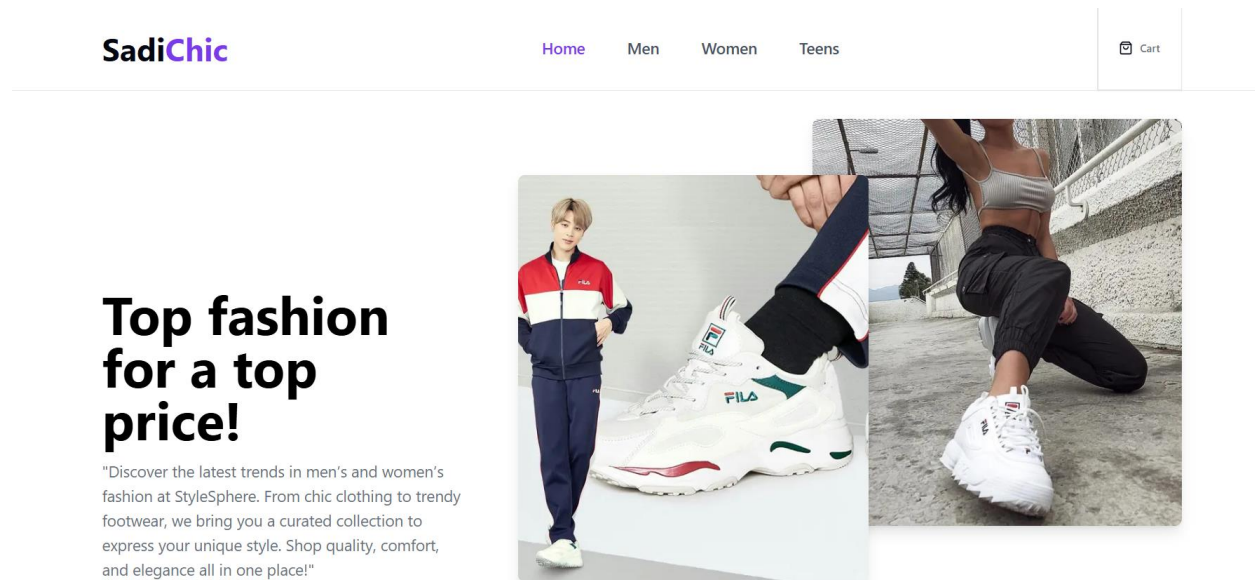 SadiChic
Home
Men
Women
Teens
Cart
Top fashion
for a top
price!
"Discover the latest trends in men’s and women’s
fashion at StyleSphere. From chic clothing to trendy
footwear, we bring you a curated collection to
express your unique style. Shop quality, comfort,
and elegance all in one place!"
FILA
FILA
FILA
FILA